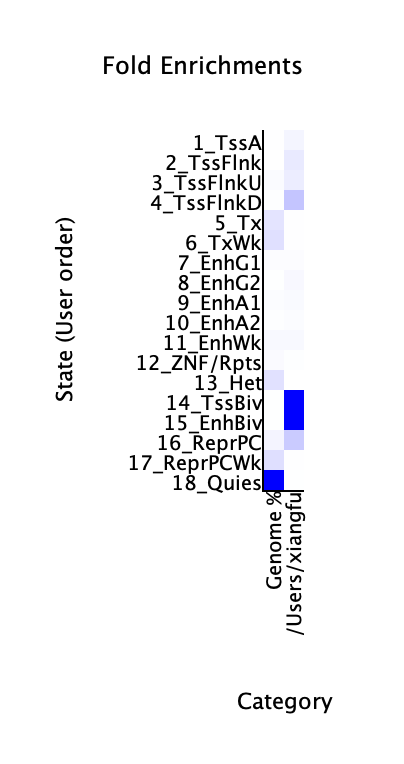 Fold Enrichments
State (User order)
1_TssA
2_TssFlnk
3_TssFlnkU
4_TssFlnkD
5_Tx
6_TxWk
7_EnhG1
8_EnhG2
9_EnhA1
10_EnhA2
11_EnhWk
12_ZNF/Rpts
13_Het
14_TssBiv
15_EnhBiv
16_ReprPC
17_ReprPCWk
18_Quies
Genome %
/Users/xiangfu
Category